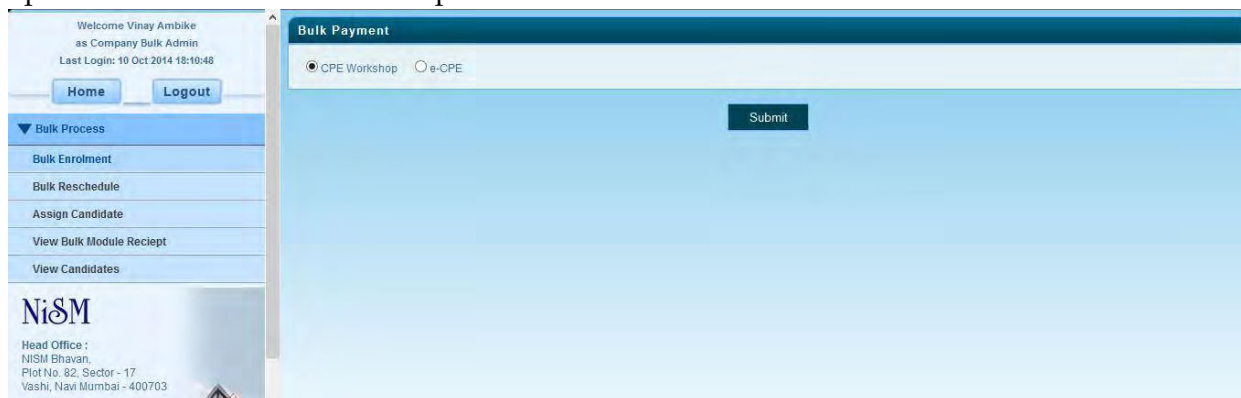 Welcome Vinay Ambike
as Company Bulk Admin
Last Login: 10 Oct 2014 18:10:48
Home Logout
Bulk Process
Bulk Enrolment
Bulk Reschedule
Assign Candidate
View Bulk Module Reciept
View Candidates
NiSM
Head Office :
NISM Bhavan,
Plot No. 82, Sector - 17
Vashi, Navi Mumbai - 400703
Bulk Payment
CPE Workshop e-CPE
Submit